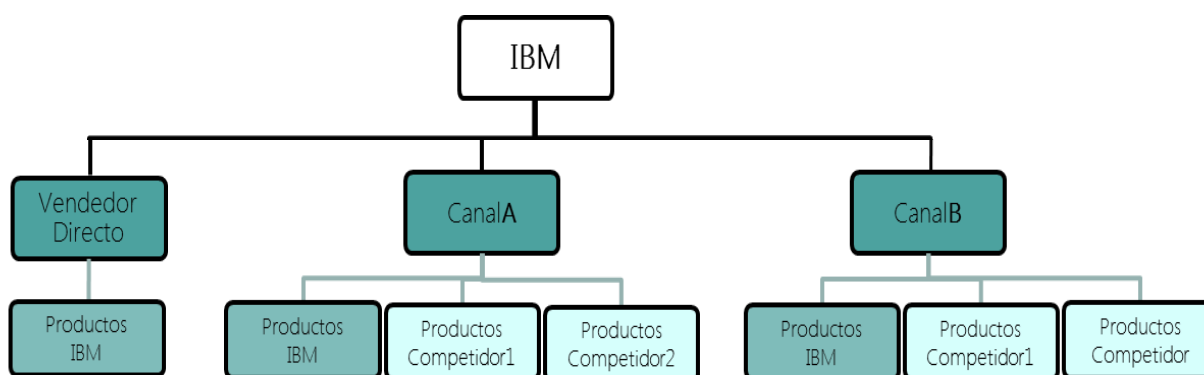 IBM
Vendedor
Directo
CanalA
CanalB
Productos
IBM
Productos
IBM
Productos
Competidor1
Productos
Competidor2
Productos
IBM
Productos
Competidor1
Productos
Competidor